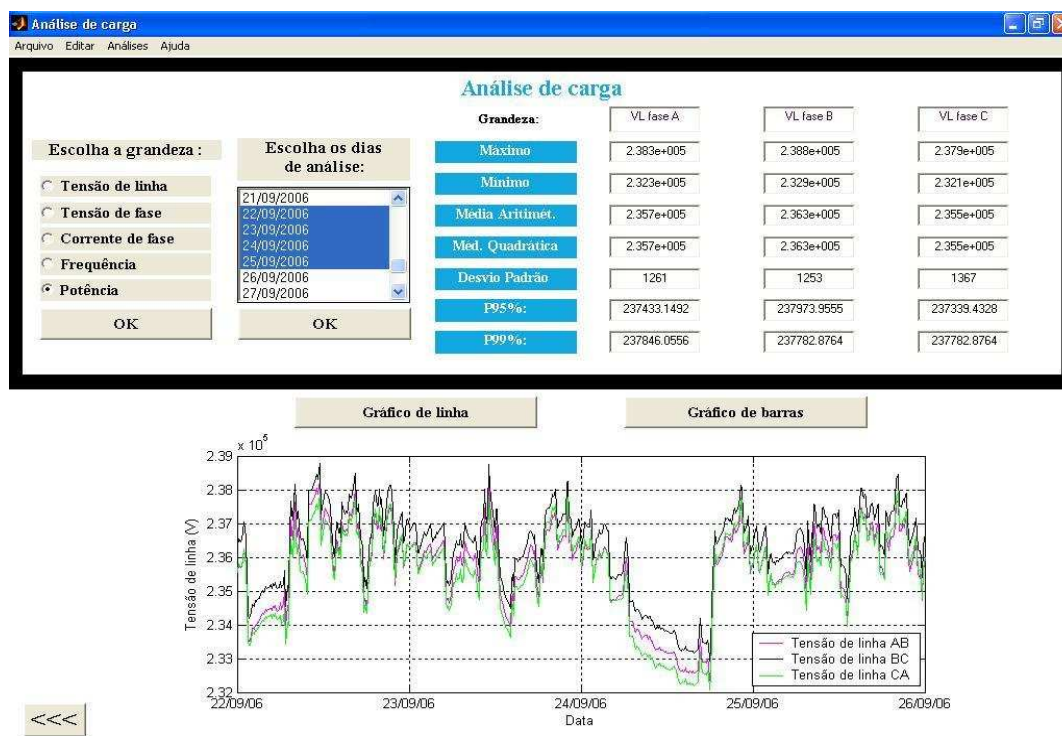 Análise de carga
Arquivo Editar Análises Ajuda
Análise de carga
Grandeza: VL fase A VL fase B VL fase C
Escolha a grandeza :
Tensão de linha
Tensão de fase
Corrente de fase
Frequência
Potência
OK
Escolha os dias
de análise:
21/09/2006
22/09/2006
23/09/2006
24/09/2006
25/09/2006
26/09/2006
27/09/2006
OK
Máximo 2.383e+005 2.388e+005 2.379e+005
Mínimo 2.323e+005 2.329e+005 2.321e+005
Média Aritimét. 2.357e+005 2.363e+005 2.355e+005
Méd. Quadrática 2.357e+005 2.363e+005 2.355e+005
Desvio Padrão 1261 1253 1367
P95%: 237433.1492 237973.9555 237339.4328
P99%: 237846.0556 237782.8764 237782.8764
Gráfico de linha Gráfico de barras
x 10^5
2.39
2.38
2.37
2.36
2.35
2.34
2.33
2.32
Tensão de linha (V)
Tensão de linha AB
Tensão de linha BC
Tensão de linha CA
22/09/06 23/09/06 24/09/06 25/09/06 26/09/06
Data
<<<